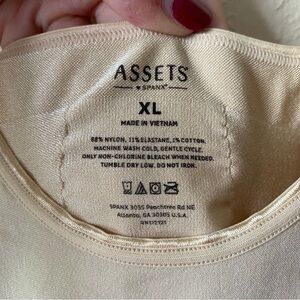 ASSETS
♥ SPANX®
XL
MADE IN VIETNAM
88% NYLON, 11% ELASTANE, 1% COTTON.
MACHINE WASH COLD, GENTLE CYCLE.
ONLY NON-CHLORINE BLEACH WHEN NEEDED.
TUMBLE DRY LOW. DO NOT IRON.
SPANX 3035 Peachtree Rd NE
Atlanta, GA 30305 U.S.A.